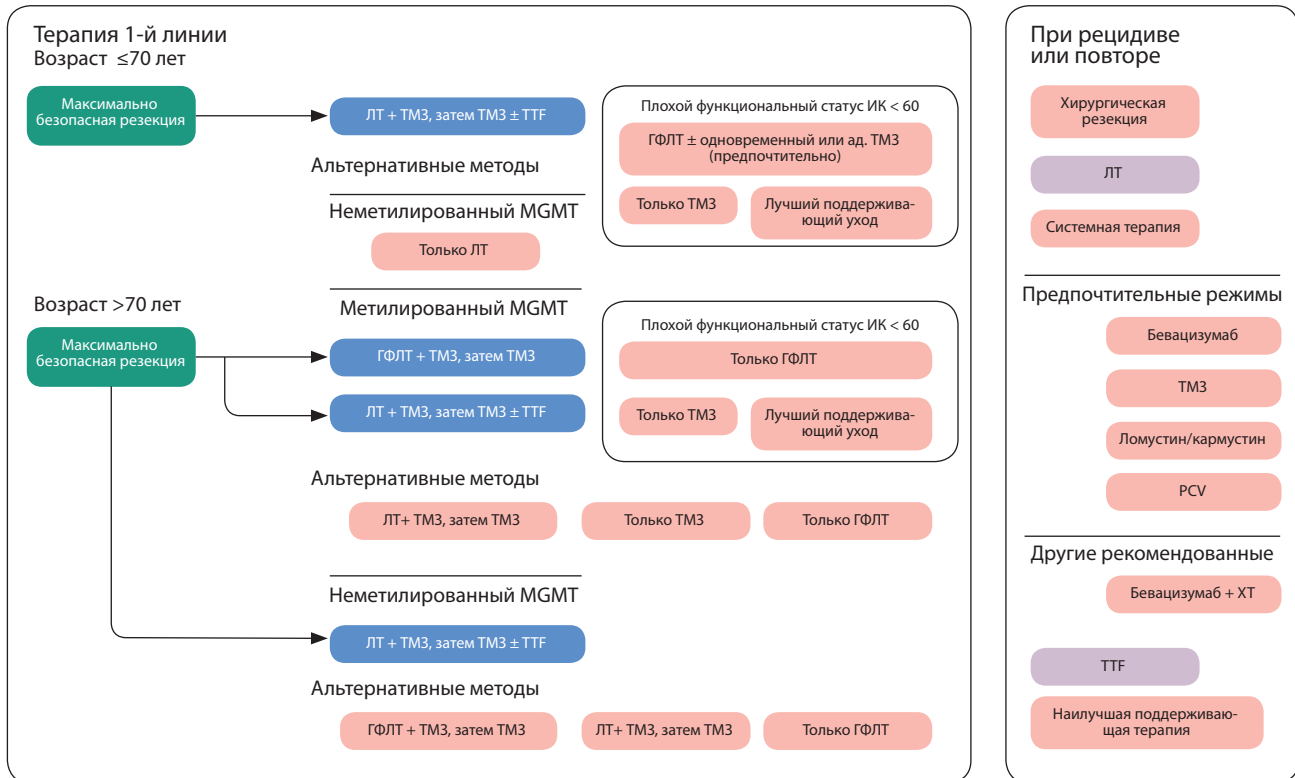 Терапия 1-й линии
Возраст ≤70 лет
Максимально
безопасная резекция
ЛТ + ТМЗ, затем ТМЗ ± TTF
Альтернативные методы
Неметилированный MGMT
Только ЛТ
Плохой функциональный статус ИК < 60
ГФЛТ ± одновременный или ад. ТМЗ
(предпочтительно)
Только ТМЗ
Лучший поддержива-
ющий уход
Возраст >70 лет
Максимально
безопасная резекция
Метилированный MGMT
ГФЛТ + ТМЗ, затем ТМЗ
ЛТ + ТМЗ, затем ТМЗ ± TTF
Плохой функциональный статус ИК < 60
Только ГФЛТ
Только ТМЗ
Лучший поддержива-
ющий уход
Альтернативные методы
ЛТ+ ТМЗ, затем ТМЗ
Только ТМЗ
Только ГФЛТ
Неметилированный MGMT
ЛТ + ТМЗ, затем ТМЗ ± TTF
Альтернативные методы
ГФЛТ + ТМЗ, затем ТМЗ
ЛТ+ ТМЗ, затем ТМЗ
Только ГФЛТ
При рецидиве
или повторе
Хирургическая
резекция
ЛТ
Системная терапия
Предпочтительные режимы
Бевацизумаб
ТМЗ
Ломустин/кармустин
PCV
Другие рекомендованные
Бевацизумаб + ХТ
TTF
Наилучшая поддерживаю-
щая терапия